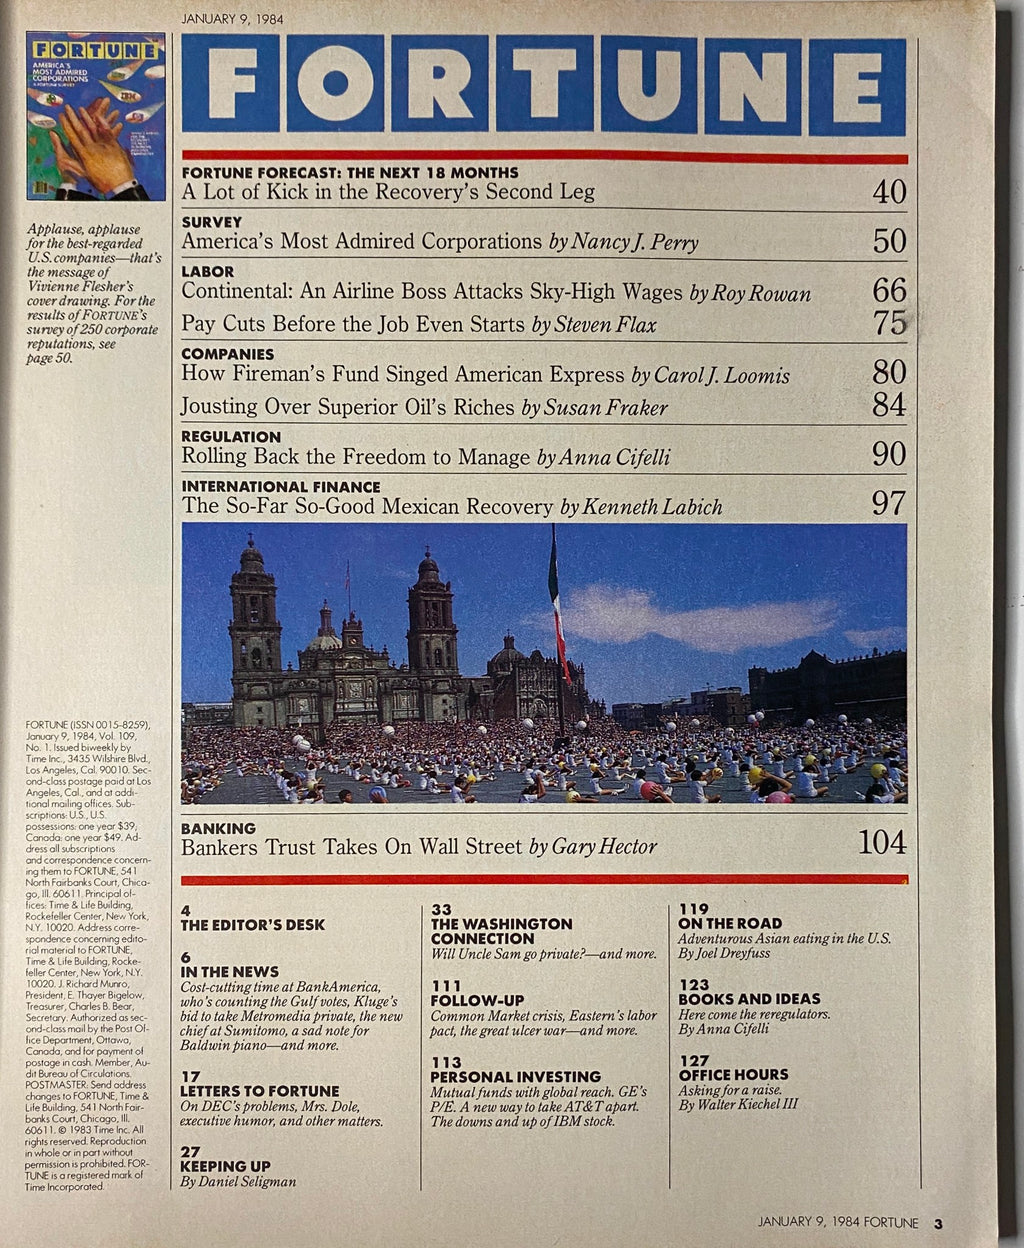 JANUARY 9, 1984
FORTUNE
FORTUNE
AMERICA'S
MOST ADMIRED
CORPORATIONS
A FORTUNE SURVEY
IBM
Applause, applause
for the best-regarded
U.S. companies—that's
the message of
Vivienne Flesher's
cover drawing. For the
results of FORTUNE's
survey of 250 corporate
reputations, see
page 50.
FORTUNE (ISSN 0015-8259),
January 9, 1984, Vol. 109,
No. 1. Issued biweekly by
Time Inc., 3435 Wilshire Blvd.,
Los Angeles, Cal. 90010. Sec-
ond-class postage paid at Los
Angeles, Cal., and at addi-
tional mailing offices. Sub-
scriptions: U.S., U.S.
possessions: one year $39;
Canada: one year $49. Ad-
dress all subscriptions
and correspondence concern-
ing them to FORTUNE, 541
North Fairbanks Court, Chica-
go, Ill. 60611. Principal of-
fices: Time & Life Building,
Rockefeller Center, New York,
N.Y. 10020. Address corre-
spondence concerning edito-
rial material to FORTUNE,
Time & Life Building, Rocke-
feller Center, New York, N.Y.
10020. J. Richard Munro,
President, E. Thayer Bigelow,
Treasurer, Charles B. Bear,
Secretary. Authorized as sec-
ond-class mail by the Post Of-
fice Department, Ottawa,
Canada, and for payment of
postage in cash. Member, Au-
dit Bureau of Circulations.
POSTMASTER: Send address
changes to FORTUNE, Time &
Life Building, 541 North Fair-
banks Court, Chicago, Ill.
60611. © 1983 Time Inc. All
rights reserved. Reproduction
in whole or in part without
permission is prohibited. FOR-
TUNE is a registered mark of
Time Incorporated.
FORTUNE FORECAST: THE NEXT 18 MONTHS
A Lot of Kick in the Recovery's Second Leg 40
SURVEY
America's Most Admired Corporations by Nancy J. Perry 50
LABOR
Continental: An Airline Boss Attacks Sky-High Wages by Roy Rowan 66
Pay Cuts Before the Job Even Starts by Steven Flax 75
COMPANIES
How Fireman's Fund Singed American Express by Carol J. Loomis 80
Jousting Over Superior Oil's Riches by Susan Fraker 84
REGULATION
Rolling Back the Freedom to Manage by Anna Cifelli 90
INTERNATIONAL FINANCE
The So-Far So-Good Mexican Recovery by Kenneth Labich 97
BANKING
Bankers Trust Takes On Wall Street by Gary Hector 104
4
THE EDITOR'S DESK
6
IN THE NEWS
Cost-cutting time at BankAmerica,
who's counting the Gulf votes, Kluge's
bid to take Metromedia private, the new
chief at Sumitomo, a sad note for
Baldwin piano—and more.
17
LETTERS TO FORTUNE
On DEC's problems, Mrs. Dole,
executive humor, and other matters.
27
KEEPING UP
By Daniel Seligman
33
THE WASHINGTON
CONNECTION
Will Uncle Sam go private?—and more.
111
FOLLOW-UP
Common Market crisis, Eastern's labor
pact, the great ulcer war—and more.
113
PERSONAL INVESTING
Mutual funds with global reach. GE's
P/E. A new way to take AT&T apart.
The downs and up of IBM stock.
119
ON THE ROAD
Adventurous Asian eating in the U.S.
By Joel Dreyfuss
123
BOOKS AND IDEAS
Here come the reregulators.
By Anna Cifelli
127
OFFICE HOURS
Asking for a raise.
By Walter Kiechel III
JANUARY 9, 1984 FORTUNE 3